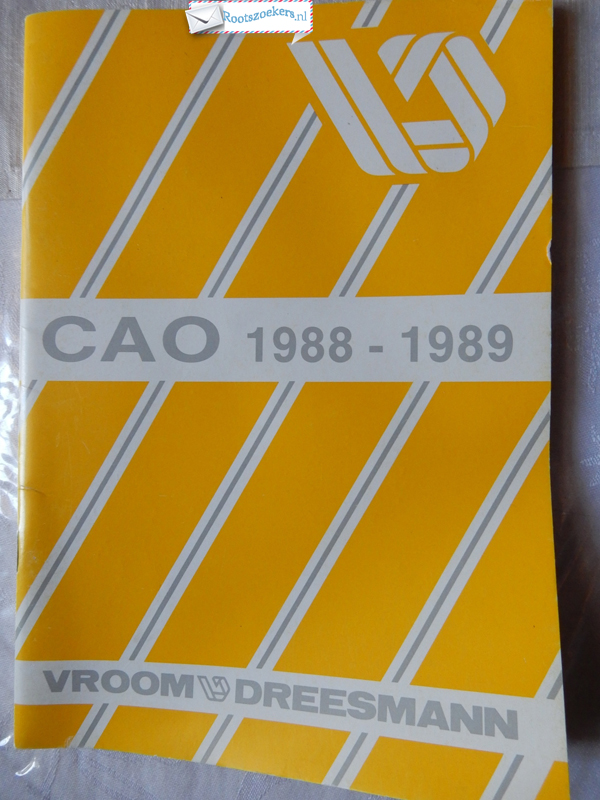 Rootszoekers.nl
CAO 1988 - 1989
VROOM DREESMANN